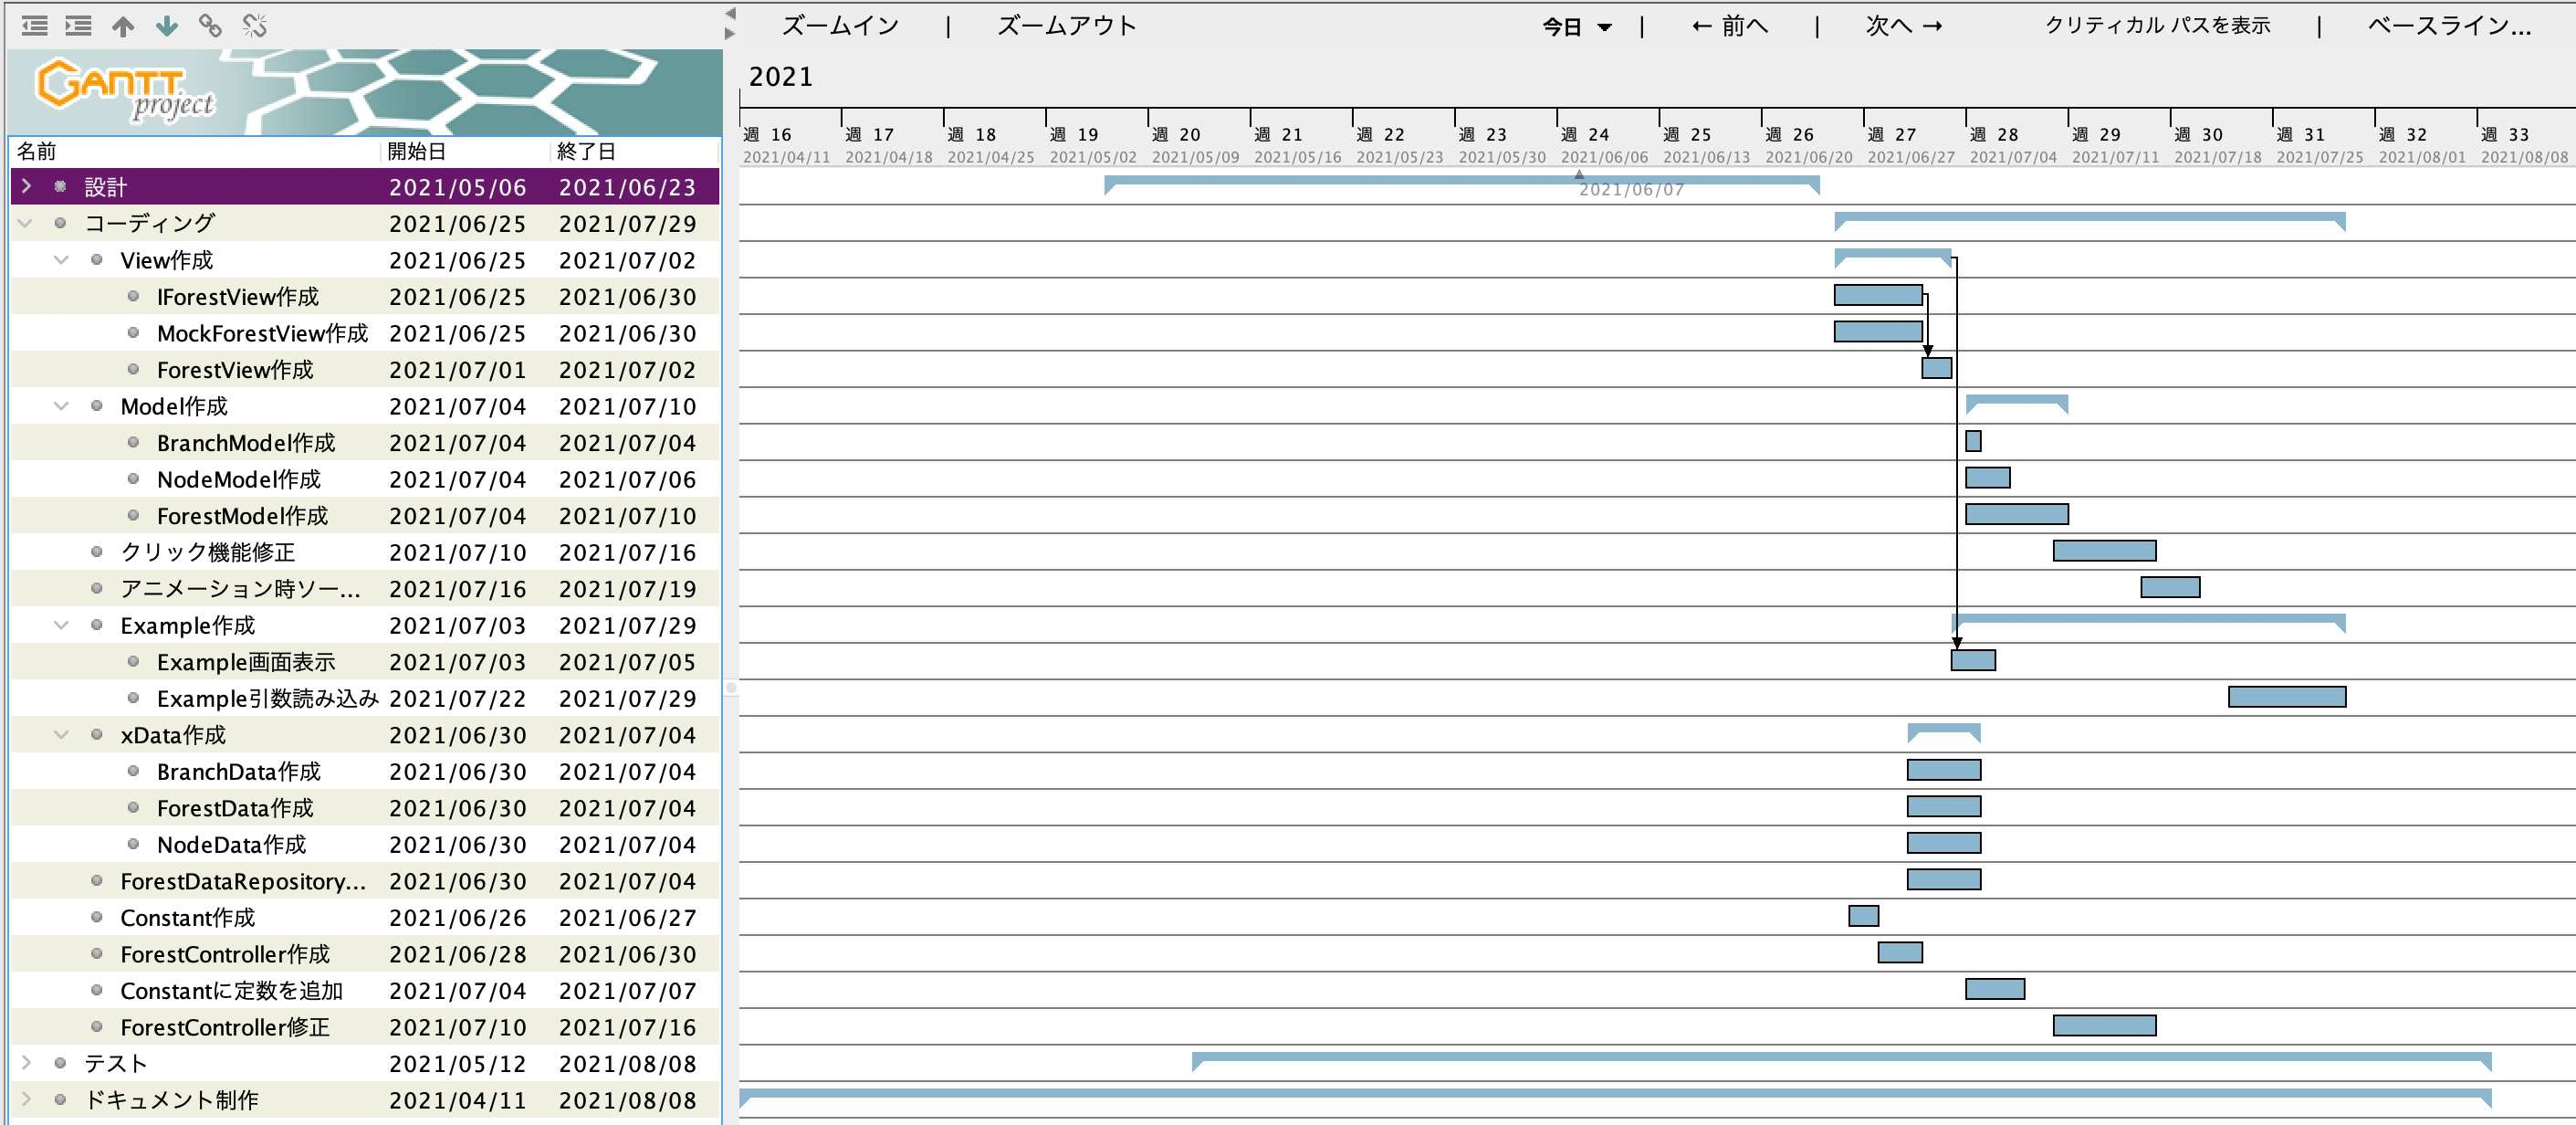 ズームイン | ズームアウト 今日 | ← 前へ | 次へ → クリティカル パスを表示 | ベースライン...
GANTT project
2021
週 16 週 17 週 18 週 19 週 20 週 21 週 22 週 23 週 24 週 25 週 26 週 27 週 28 週 29 週 30 週 31 週 32 週 33
2021/04/11 2021/04/18 2021/04/25 2021/05/02 2021/05/09 2021/05/16 2021/05/23 2021/05/30 2021/06/06 2021/06/13 2021/06/20 2021/06/27 2021/07/04 2021/07/11 2021/07/18 2021/07/25 2021/08/01 2021/08/08
名前 開始日 終了日
設計 2021/05/06 2021/06/23 2021/06/07
コーディング 2021/06/25 2021/07/29
View作成 2021/06/25 2021/07/02
IForestView作成 2021/06/25 2021/06/30
MockForestView作成 2021/06/25 2021/06/30
ForestView作成 2021/07/01 2021/07/02
Model作成 2021/07/04 2021/07/10
BranchModel作成 2021/07/04 2021/07/04
NodeModel作成 2021/07/04 2021/07/06
ForestModel作成 2021/07/04 2021/07/10
クリック機能修正 2021/07/10 2021/07/16
アニメーション時ソー... 2021/07/16 2021/07/19
Example作成 2021/07/03 2021/07/29
Example画面表示 2021/07/03 2021/07/05
Example引数読み込み 2021/07/22 2021/07/29
xData作成 2021/06/30 2021/07/04
BranchData作成 2021/06/30 2021/07/04
ForestData作成 2021/06/30 2021/07/04
NodeData作成 2021/06/30 2021/07/04
ForestDataRepository... 2021/06/30 2021/07/04
Constant作成 2021/06/26 2021/06/27
ForestController作成 2021/06/28 2021/06/30
Constantに定数を追加 2021/07/04 2021/07/07
ForestController修正 2021/07/10 2021/07/16
テスト 2021/05/12 2021/08/08
ドキュメント制作 2021/04/11 2021/08/08